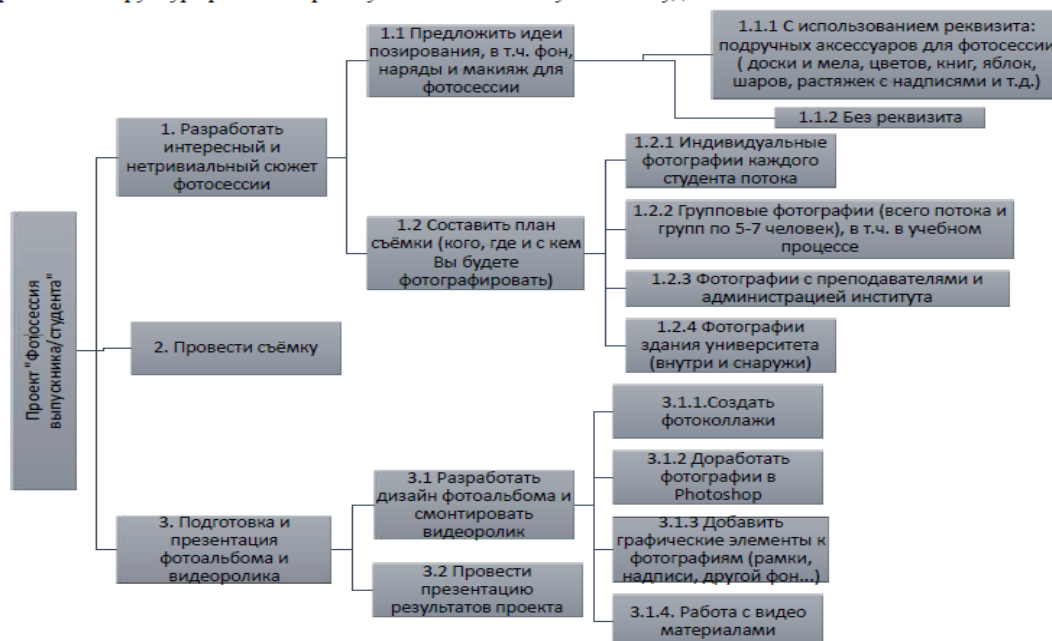 1.1 Предложить идеи
позирования, в т.ч. фон,
наряды и макияж для
фотосессии
1.1.1 С использованием реквизита:
подручных аксессуаров для фотосессии
( доски и мела, цветов, книг, яблок,
шаров, растяжек с надписями и т.д.)
1.1.2 Без реквизита
1. Разработать
интересный и
нетривиальный сюжет
фотосессии
1.2.1 Индивидуальные
фотографии каждого
студента потока
1.2 Составить план
съёмки (кого, где и с кем
Вы будете
фотографировать)
1.2.2 Групповые фотографии (всего потока и
групп по 5-7 человек), в т.ч. в учебном
процессе
1.2.3 Фотографии с преподавателями и
администрацией института
1.2.4 Фотографии
здания университета
(внутри и снаружи)
Проект "Фотосессия
выпускника/студента"
2. Провести съёмку
3. Подготовка и
презентация
фотоальбома и
видеоролика
3.1 Разработать
дизайн фотоальбома и
смонтировать
видеоролик
3.1.1.Создать
фотоколлажи
3.1.2 Доработать
фотографии в
Photoshop
3.1.3 Добавить
графические элементы к
фотографиям (рамки,
надписи, другой фон...)
3.1.4. Работа с видео
материалами
3.2 Провести
презентацию
результатов проекта